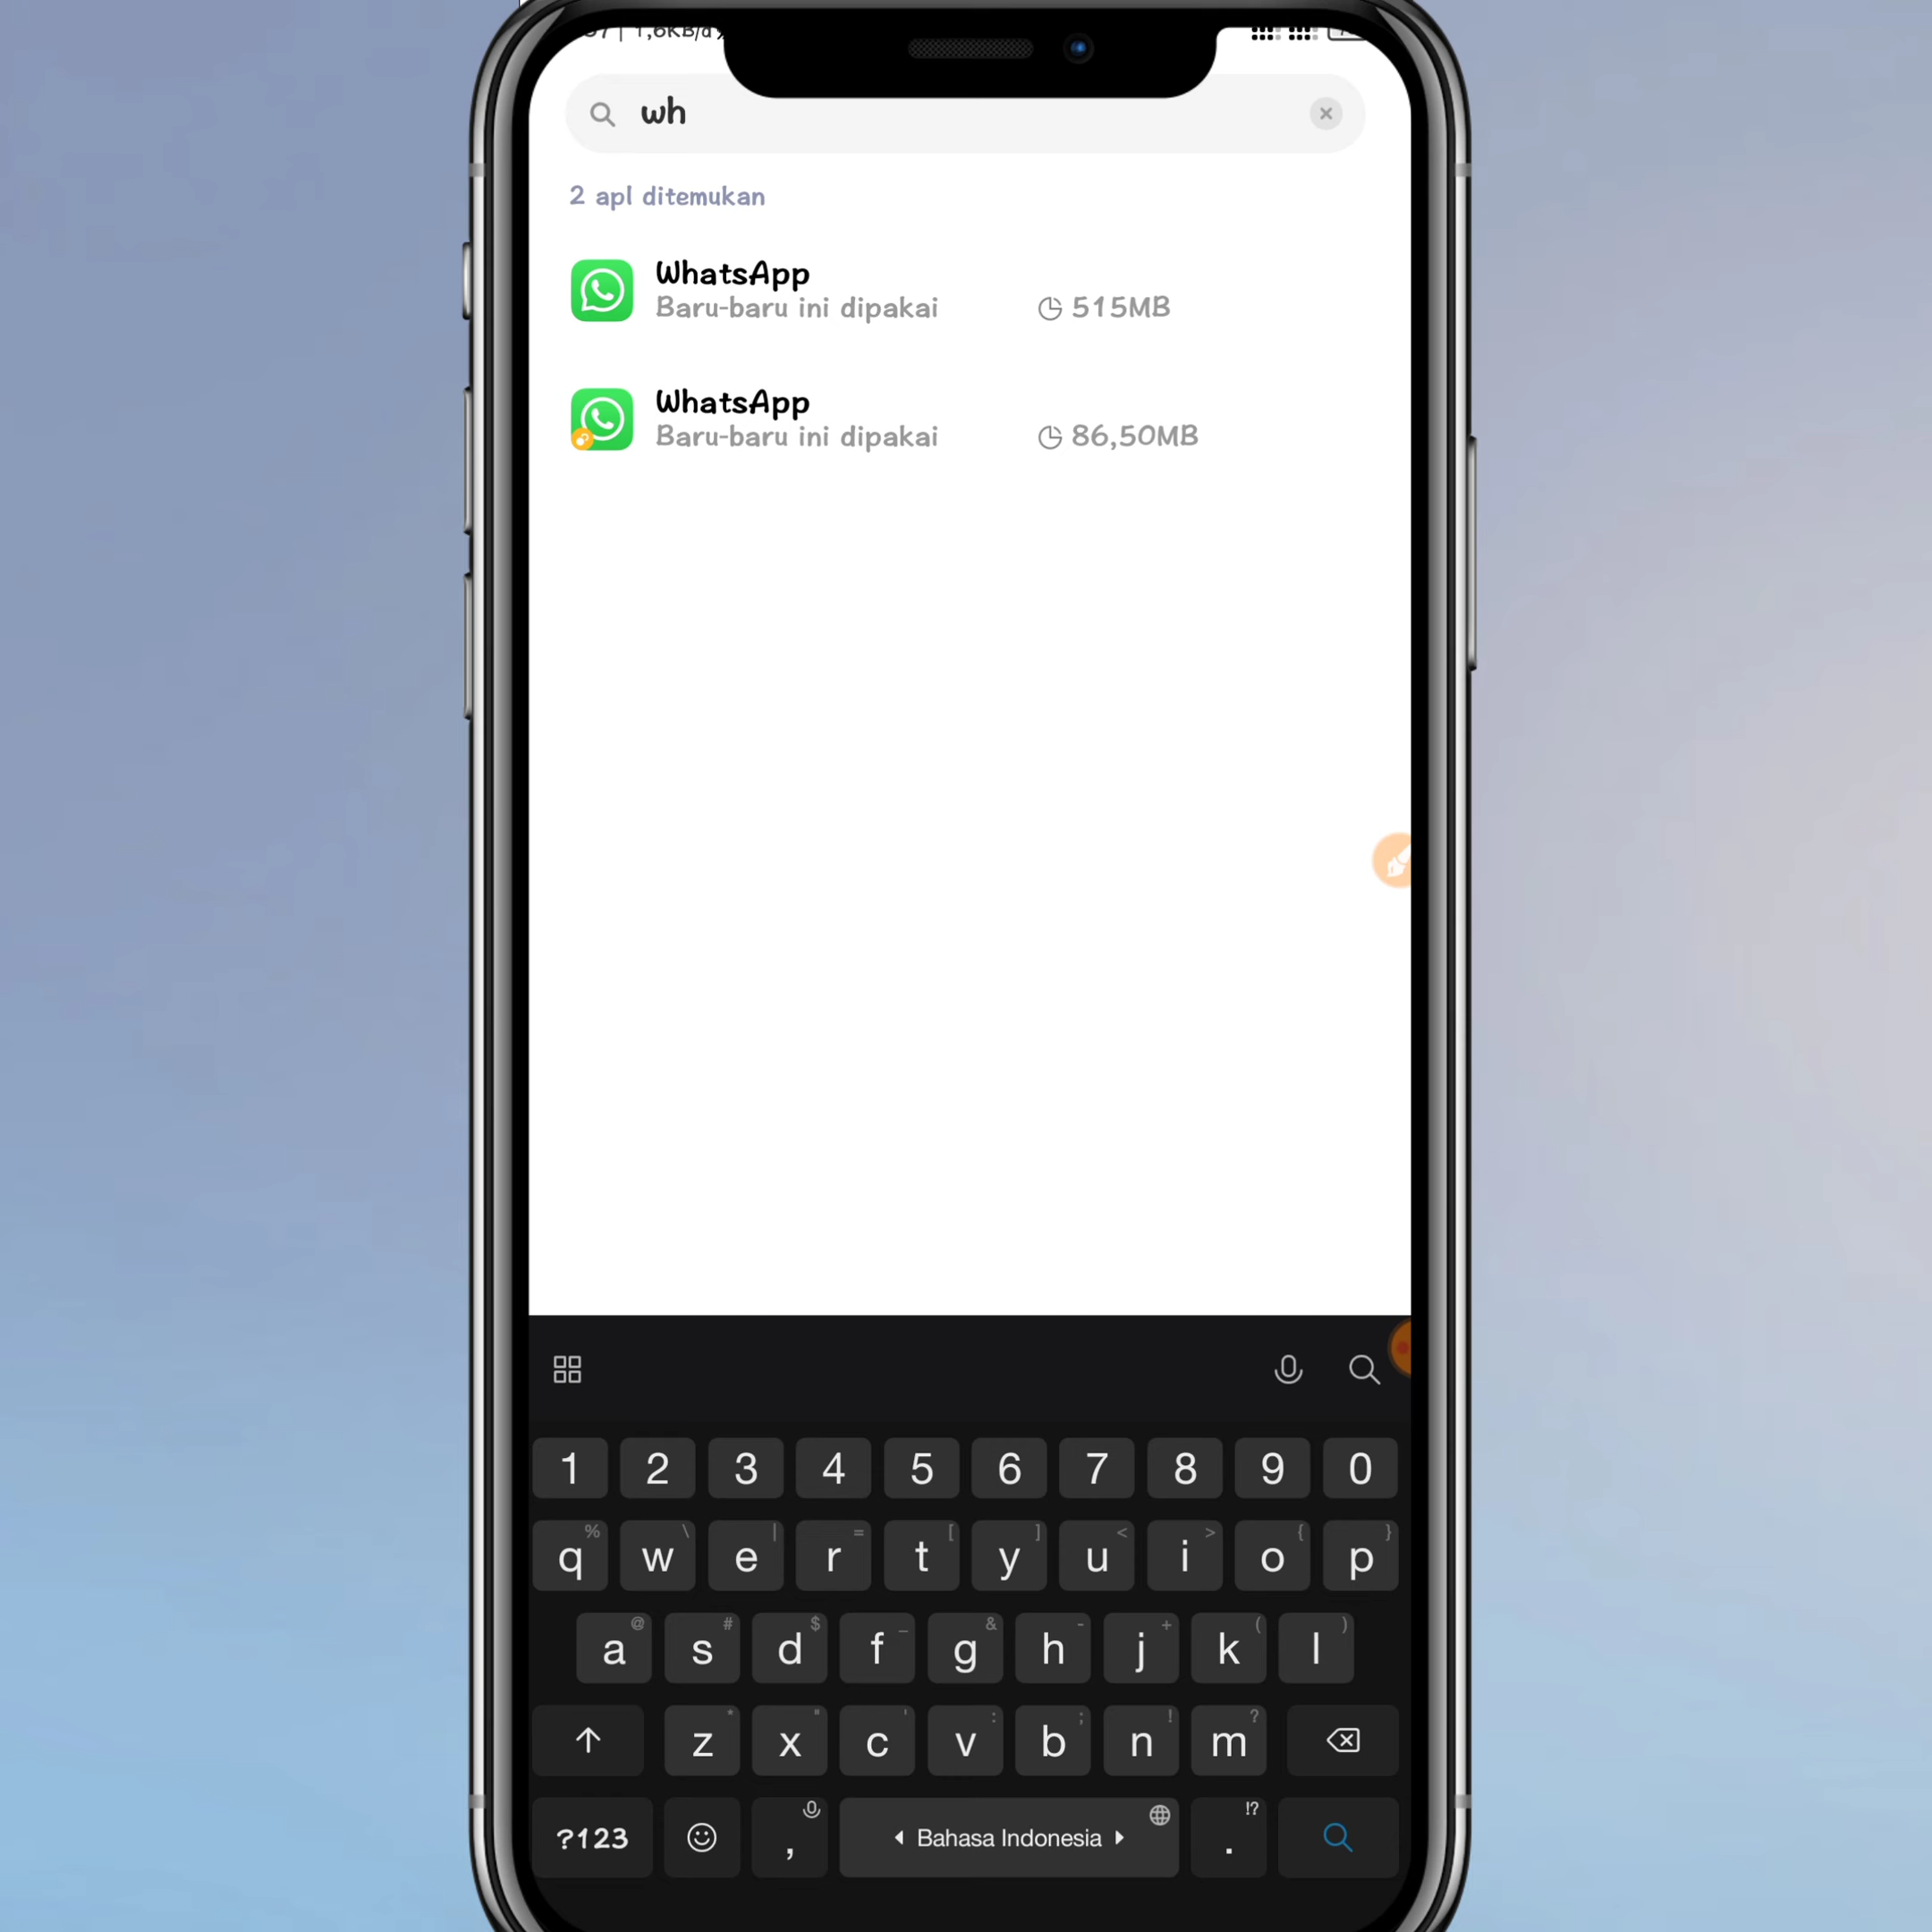 wh
2 apl ditemukan
WhatsApp
Baru-baru ini dipakai 515MB
WhatsApp
Baru-baru ini dipakai 86,50MB
1 2 3 4 5 6 7 8 9 0
% \ | = [ ] < > { }
q w e r t y u i o p
@ # $ _ & - + ( )
a s d f g h j k l
* " ' : ; ! ?
z x c v b n m
!?
?123 , Bahasa Indonesia .